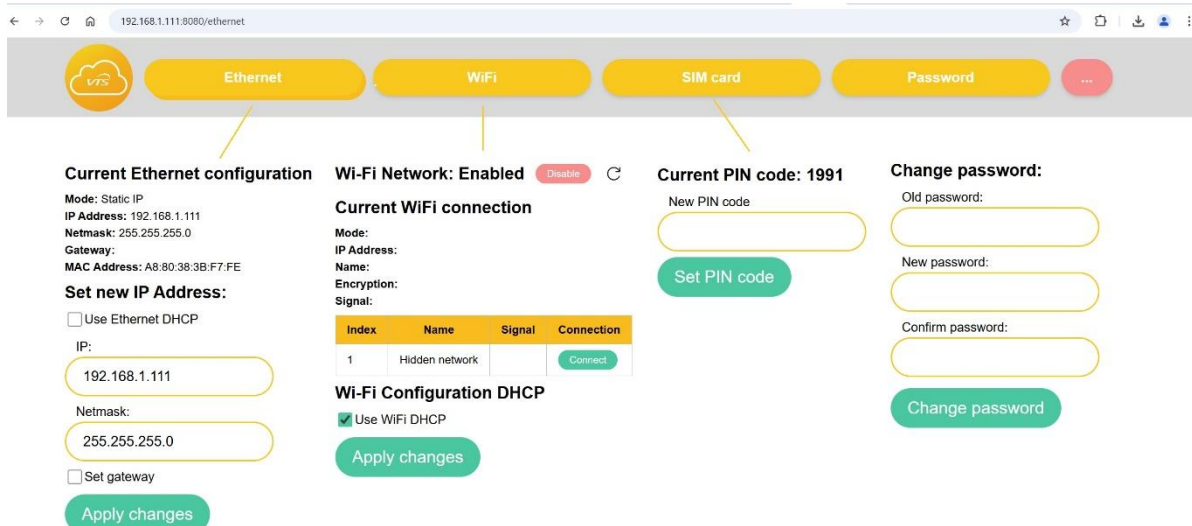 192.168.1.111:8080/ethernet
VTS
Ethernet
WiFi
SIM card
Password
...
Current Ethernet configuration
Mode: Static IP
IP Address: 192.168.1.111
Netmask: 255.255.255.0
Gateway:
MAC Address: A8:80:38:3B:F7:FE
Set new IP Address:
Use Ethernet DHCP
IP:
192.168.1.111
Netmask:
255.255.255.0
Set gateway
Apply changes
Wi-Fi Network: Enabled Disable
Current WiFi connection
Mode:
IP Address:
Name:
Encryption:
Signal:
Index Name Signal Connection
1 Hidden network Connect
Wi-Fi Configuration DHCP
Use WiFi DHCP
Apply changes
Current PIN code: 1991
New PIN code
Set PIN code
Change password:
Old password:
New password:
Confirm password:
Change password